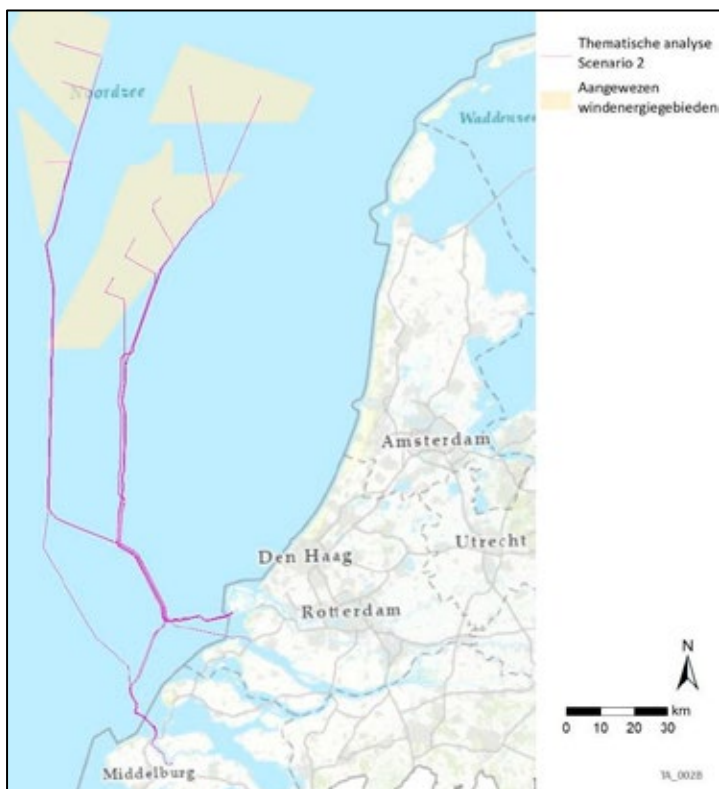 Thematische analyse
Scenario 2
Aangewezen
windenergiegebieden
Noordzee
Waddenzee
Amsterdam
Utrecht
Den Haag
Rotterdam
N
km
0 10 20 30
Middelburg
TA_002B